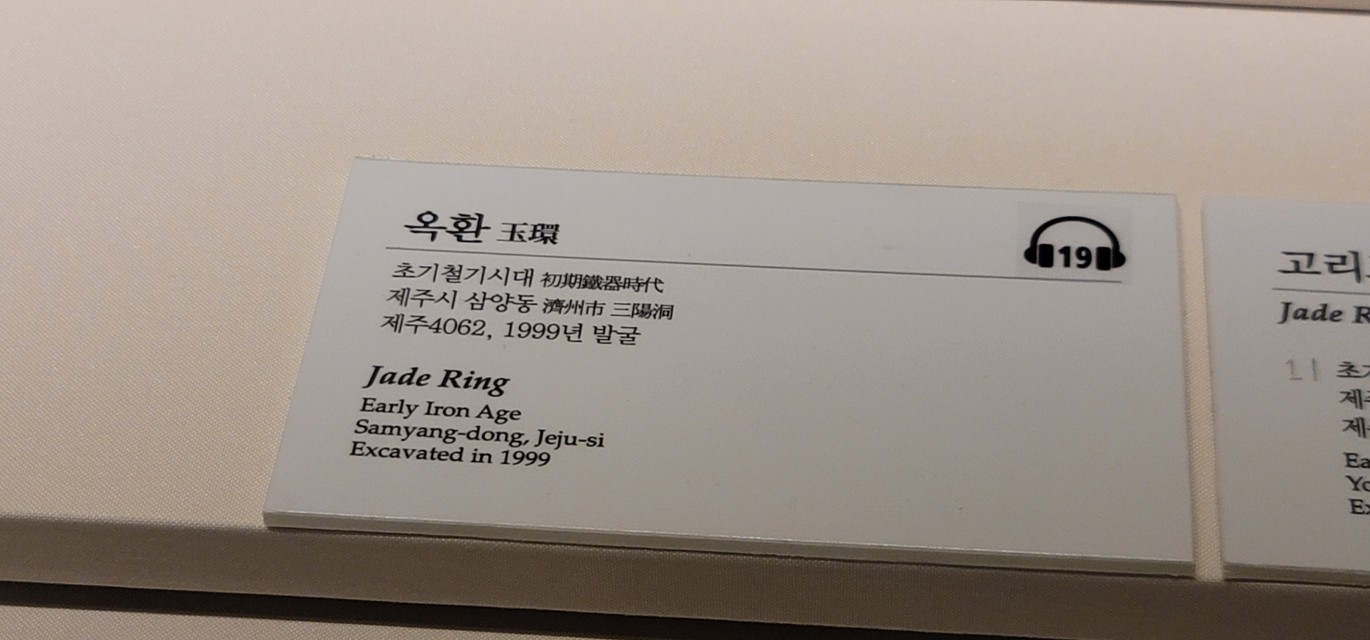 옥환 玉環
19
초기철기시대 初期鐵器時代
제주시 삼양동 濟州市 三陽洞
제주4062, 1999년 발굴
Jade Ring
Early Iron Age
Samyang-dong, Jeju-si
Excavated in 1999
고리
Jade
1